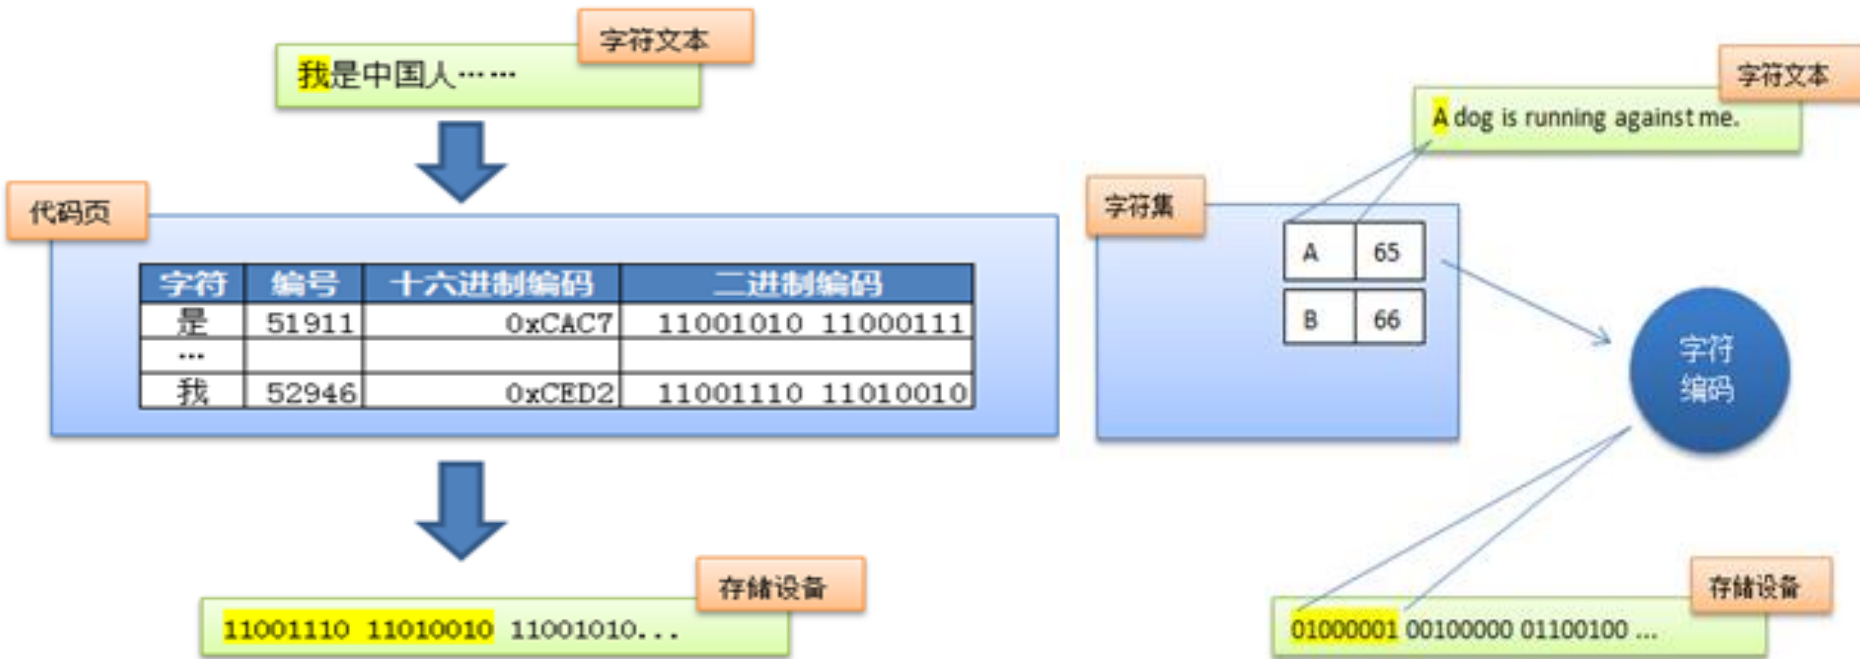 字符文本
我是中国人……
代码页
字符 编号 十六进制编码 二进制编码
是 51911 0xCAC7 11001010 11000111
…
我 52946 0xCED2 11001110 11010010
存储设备
11001110 11010010 11001010...
字符文本
A dog is running against me.
字符集
A 65
B 66
字符
编码
存储设备
01000001 00100000 01100100 ...